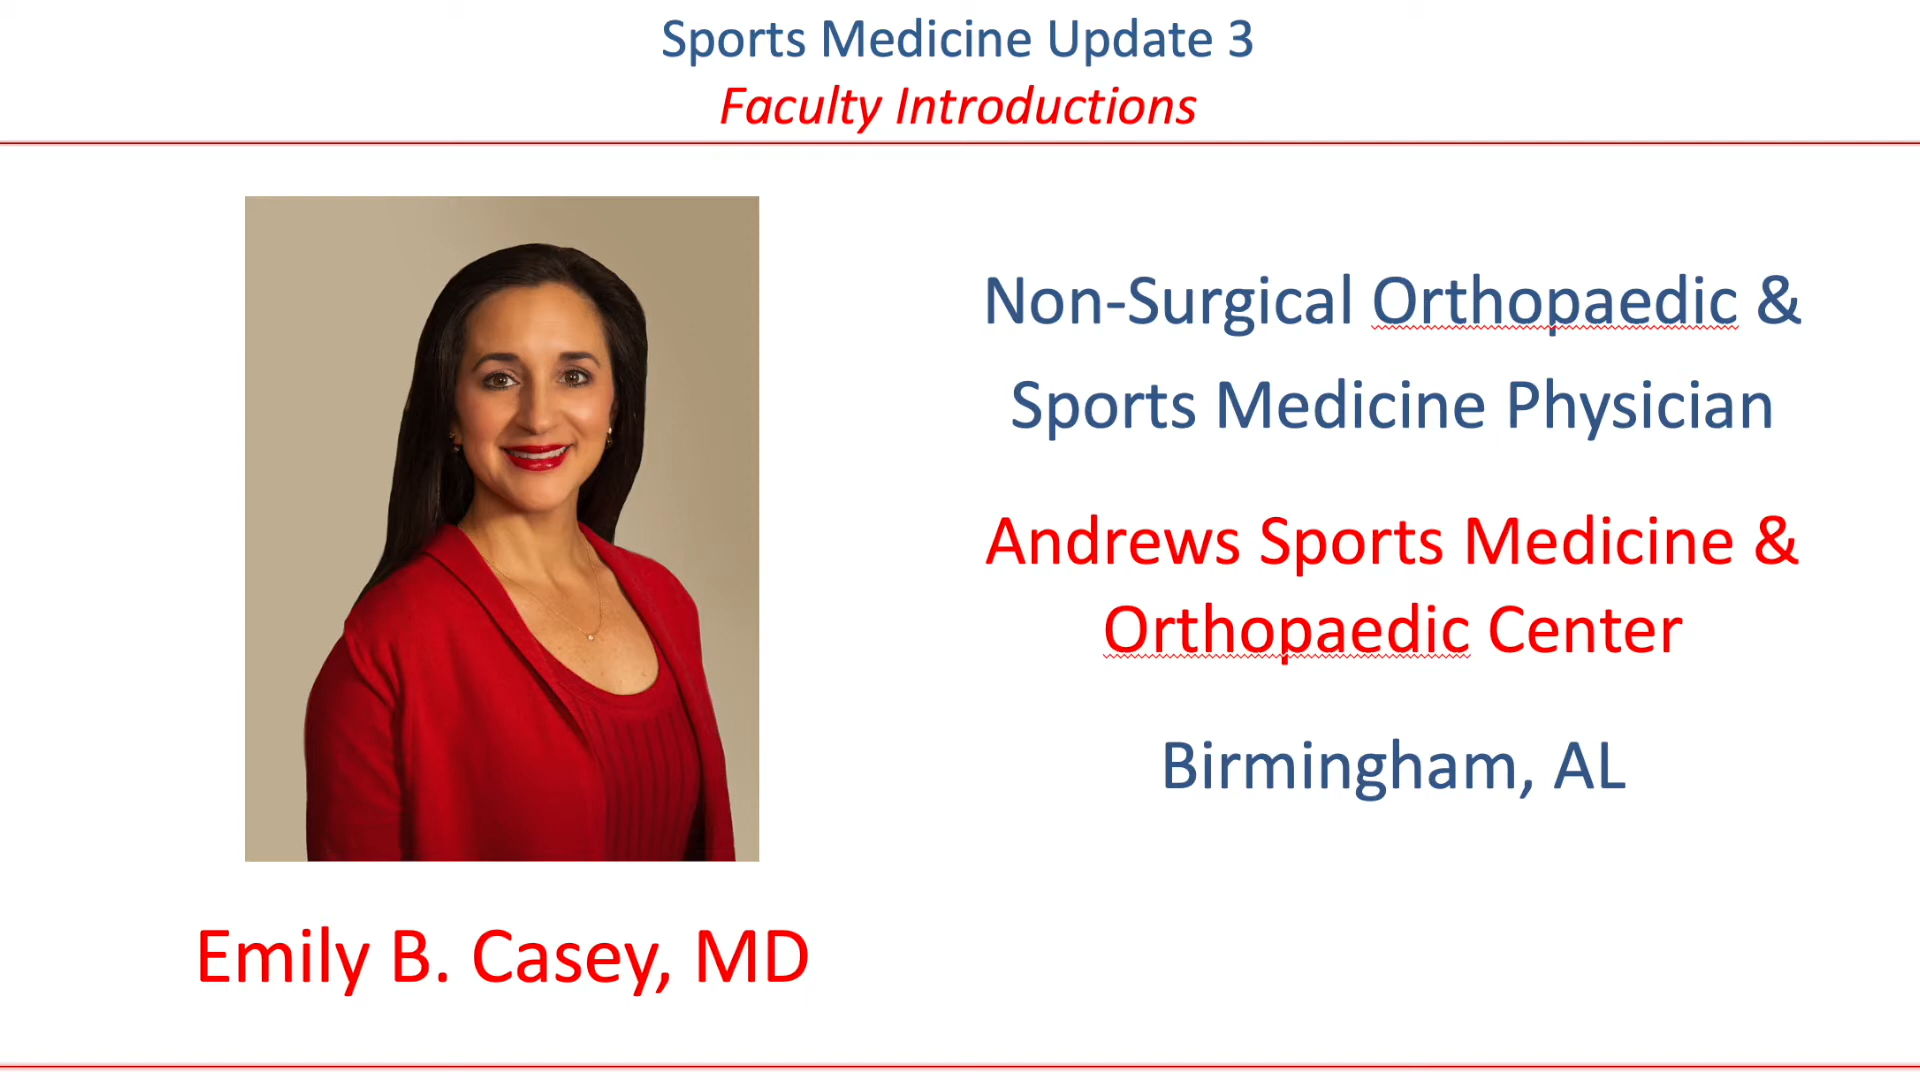 Sports Medicine Update 3
Faculty Introductions
Non-Surgical Orthopaedic &
Sports Medicine Physician
Andrews Sports Medicine &
Orthopaedic Center
Birmingham, AL
Emily B. Casey, MD